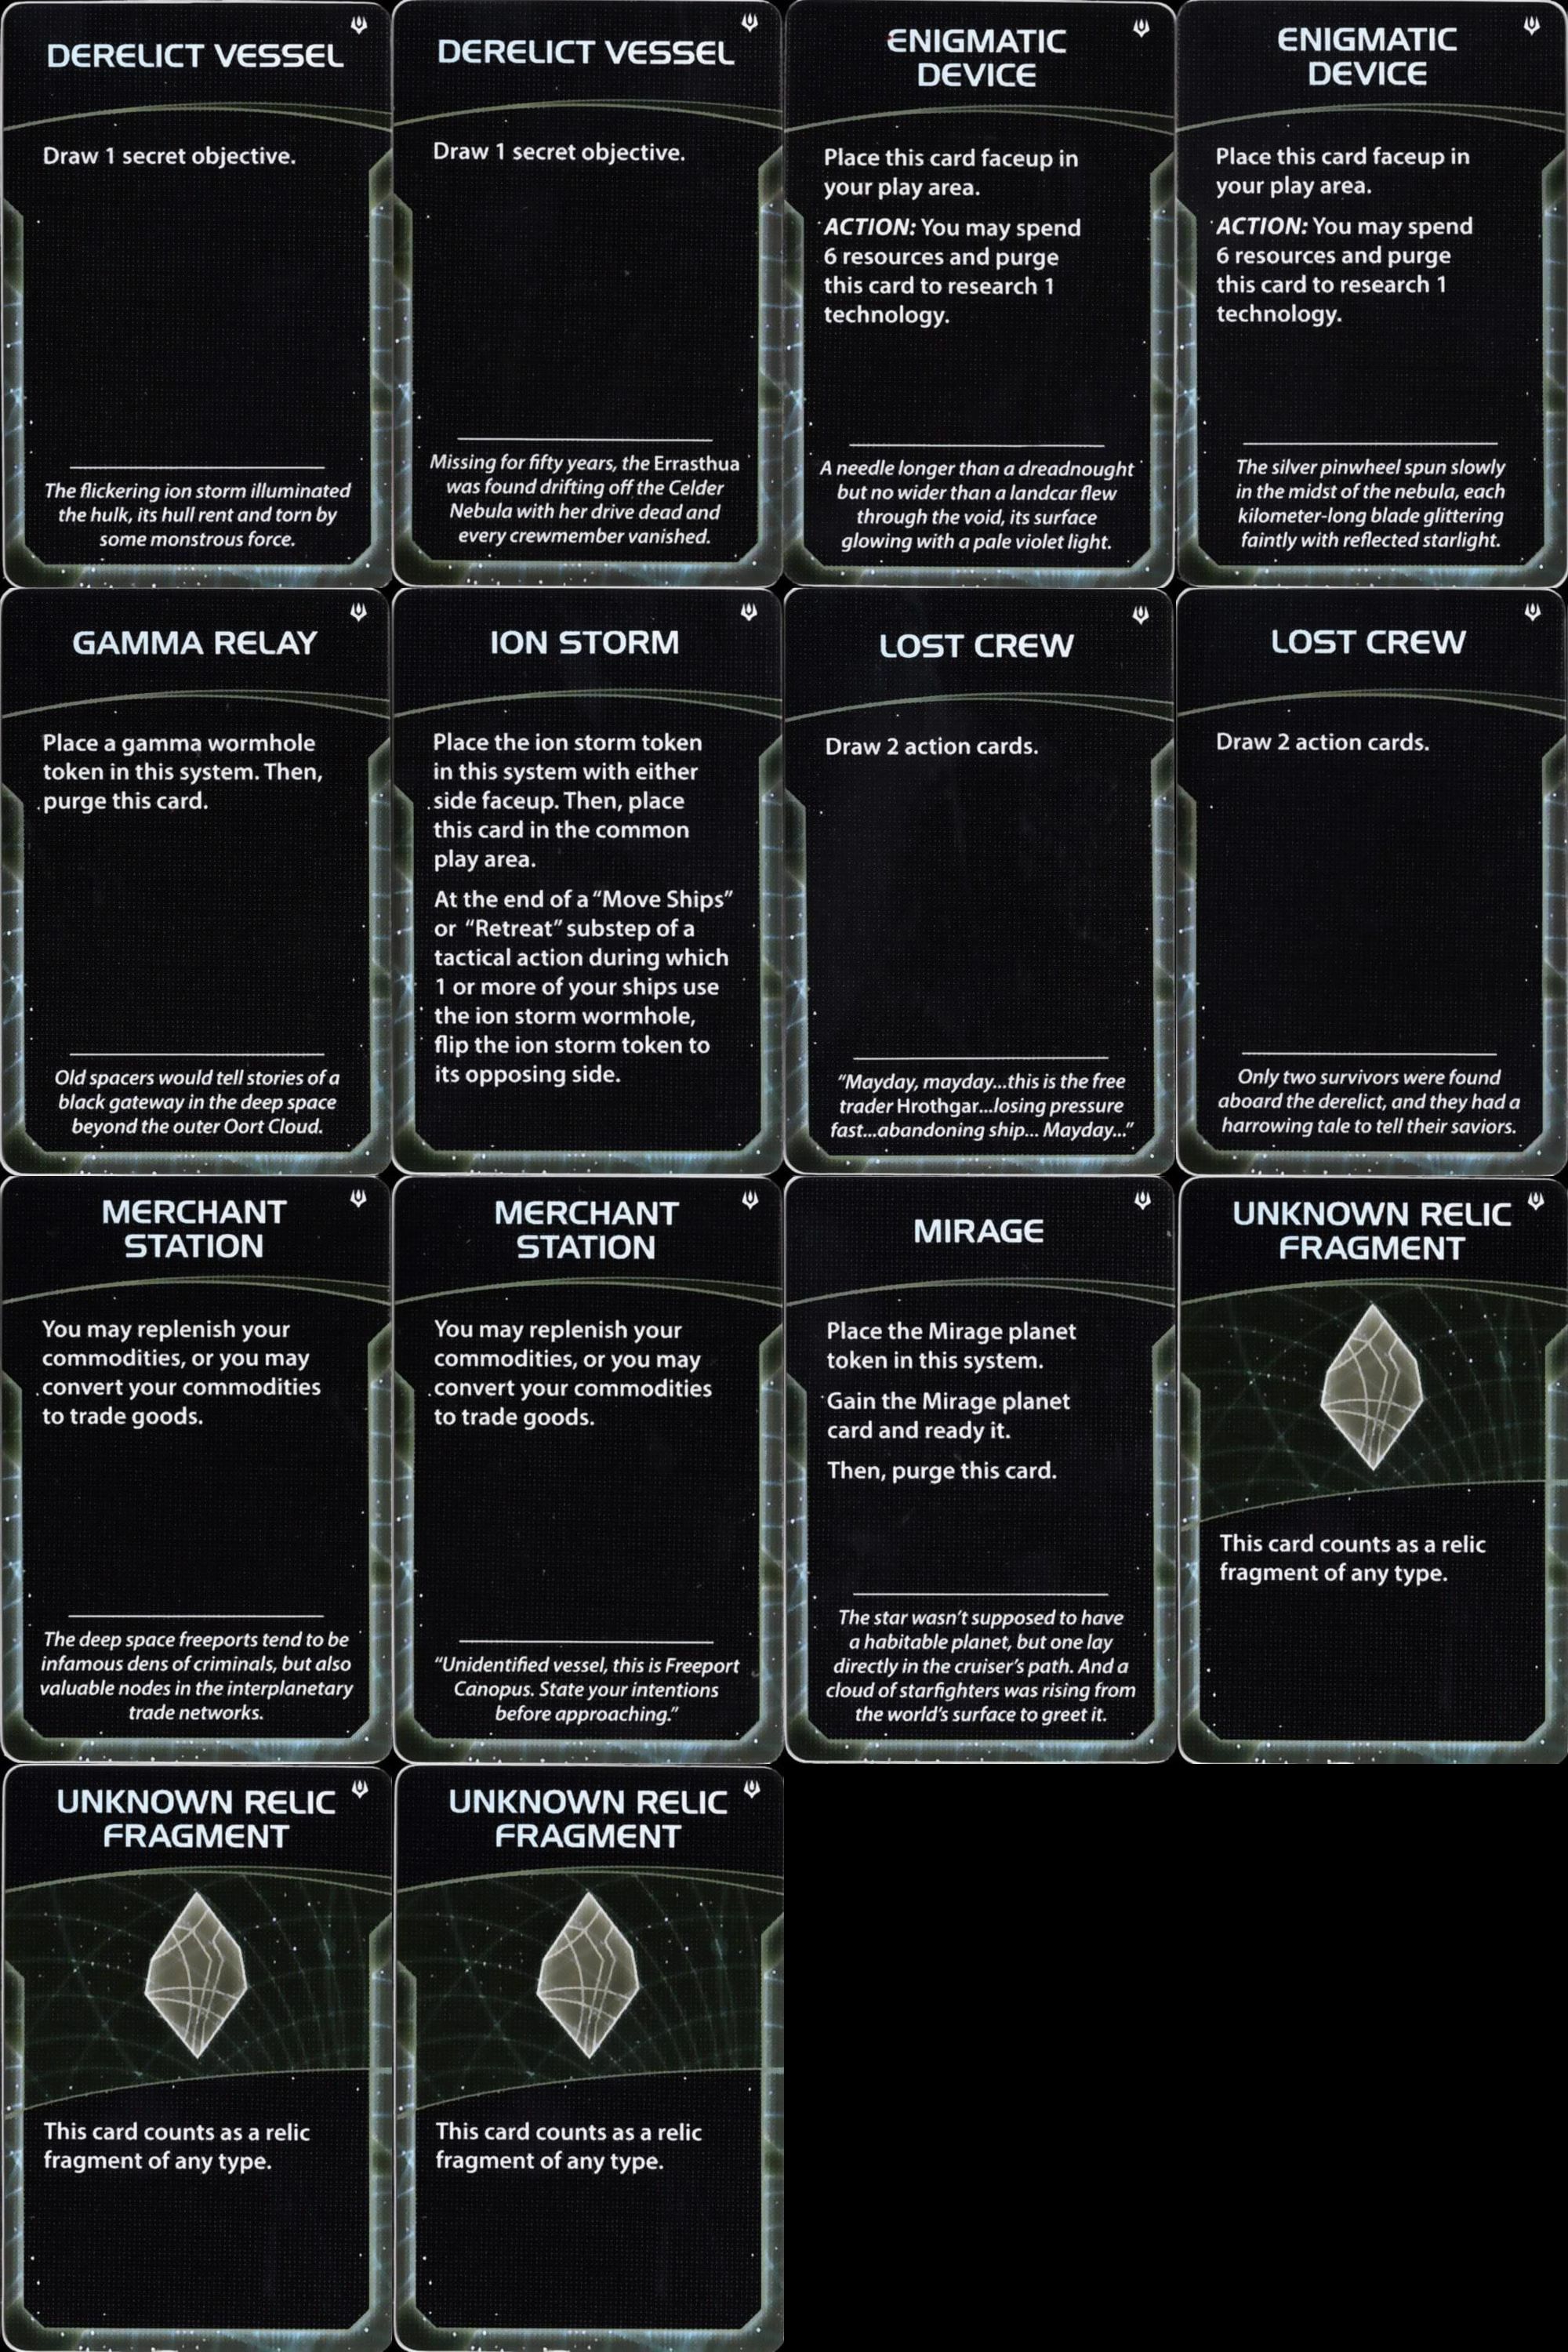 DERELICT VESSEL
Draw 1 secret objective.
The flickering ion storm illuminated
the hulk, its hull rent and torn by
some monstrous force.
DERELICT VESSEL
Draw 1 secret objective.
Missing for fifty years, the Errasthua
was found drifting off the Celder
Nebula with her drive dead and
every crewmember vanished.
ENIGMATIC
DEVICE
Place this card faceup in
your play area.
ACTION: You may spend
6 resources and purge
this card to research 1
technology.
A needle longer than a dreadnought
but no wider than a landcar flew
through the void, its surface
glowing with a pale violet light.
ENIGMATIC
DEVICE
Place this card faceup in
your play area.
ACTION: You may spend
6 resources and purge
this card to research 1
technology.
The silver pinwheel spun slowly
in the midst of the nebula, each
kilometer-long blade glittering
faintly with reflected starlight.
GAMMA RELAY
Place a gamma wormhole
token in this system. Then,
purge this card.
Old spacers would tell stories of a
black gateway in the deep space
beyond the outer Oort Cloud.
ION STORM
Place the ion storm token
in this system with either
side faceup. Then, place
this card in the common
play area.
At the end of a “Move Ships”
or “Retreat” substep of a
tactical action during which
1 or more of your ships use
the ion storm wormhole,
flip the ion storm token to
its opposing side.
LOST CREW
Draw 2 action cards.
“Mayday, mayday...this is the free
trader Hrothgar...losing pressure
fast...abandoning ship... Mayday...”
LOST CREW
Draw 2 action cards.
Only two survivors were found
aboard the derelict, and they had a
harrowing tale to tell their saviors.
MERCHANT
STATION
You may replenish your
commodities, or you may
convert your commodities
to trade goods.
The deep space freeports tend to be
infamous dens of criminals, but also
valuable nodes in the interplanetary
trade networks.
MERCHANT
STATION
You may replenish your
commodities, or you may
convert your commodities
to trade goods.
“Unidentified vessel, this is Freeport
Canopus. State your intentions
before approaching.”
MIRAGE
Place the Mirage planet
token in this system.
Gain the Mirage planet
card and ready it.
Then, purge this card.
The star wasn’t supposed to have
a habitable planet, but one lay
directly in the cruiser’s path. And a
cloud of starfighters was rising from
the world’s surface to greet it.
UNKNOWN RELIC
FRAGMENT
This card counts as a relic
fragment of any type.
UNKNOWN RELIC
FRAGMENT
This card counts as a relic
fragment of any type.
UNKNOWN RELIC
FRAGMENT
This card counts as a relic
fragment of any type.